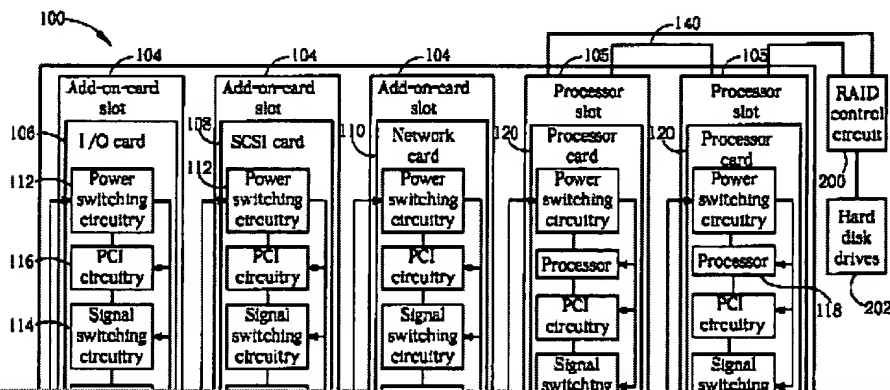 100
104
104
104
105
140
105
Add-on-card
slot
Add-on-card
slot
Add-on-card
slot
Processor
slot
Processor
slot
RAID
control
circuit
200
106
I/O card
108
SCSI card
110
Network
card
120
Processor
card
120
Processor
card
112
Power
switching
circuitry
112
Power
switching
circuitry
Power
switching
circuitry
Power
switching
circuitry
Power
switching
circuitry
Hard
disk
drives
202
116
PCI
circuitry
PCI
circuitry
PCI
circuitry
Processor
Processor
118
114
Signal
switching
circuitry
Signal
switching
circuitry
Signal
switching
circuitry
PCI
circuitry
PCI
circuitry
Signal
switching
Signal
switching